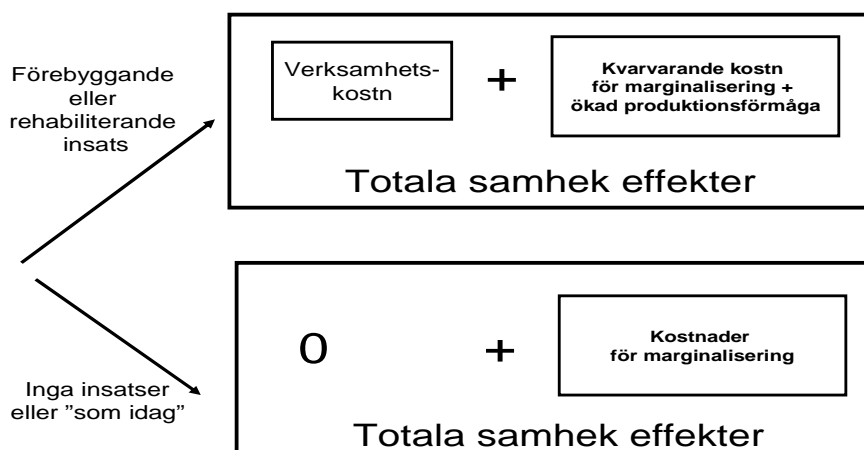 Förebyggande
eller
rehabiliterande
insats
Verksamhets-
kostn
+
Kvarvarande kostn
för marginalisering +
ökad produktionsförmåga
Totala samhek effekter
Inga insatser
eller ”som idag”
0
+
Kostnader
för marginalisering
Totala samhek effekter